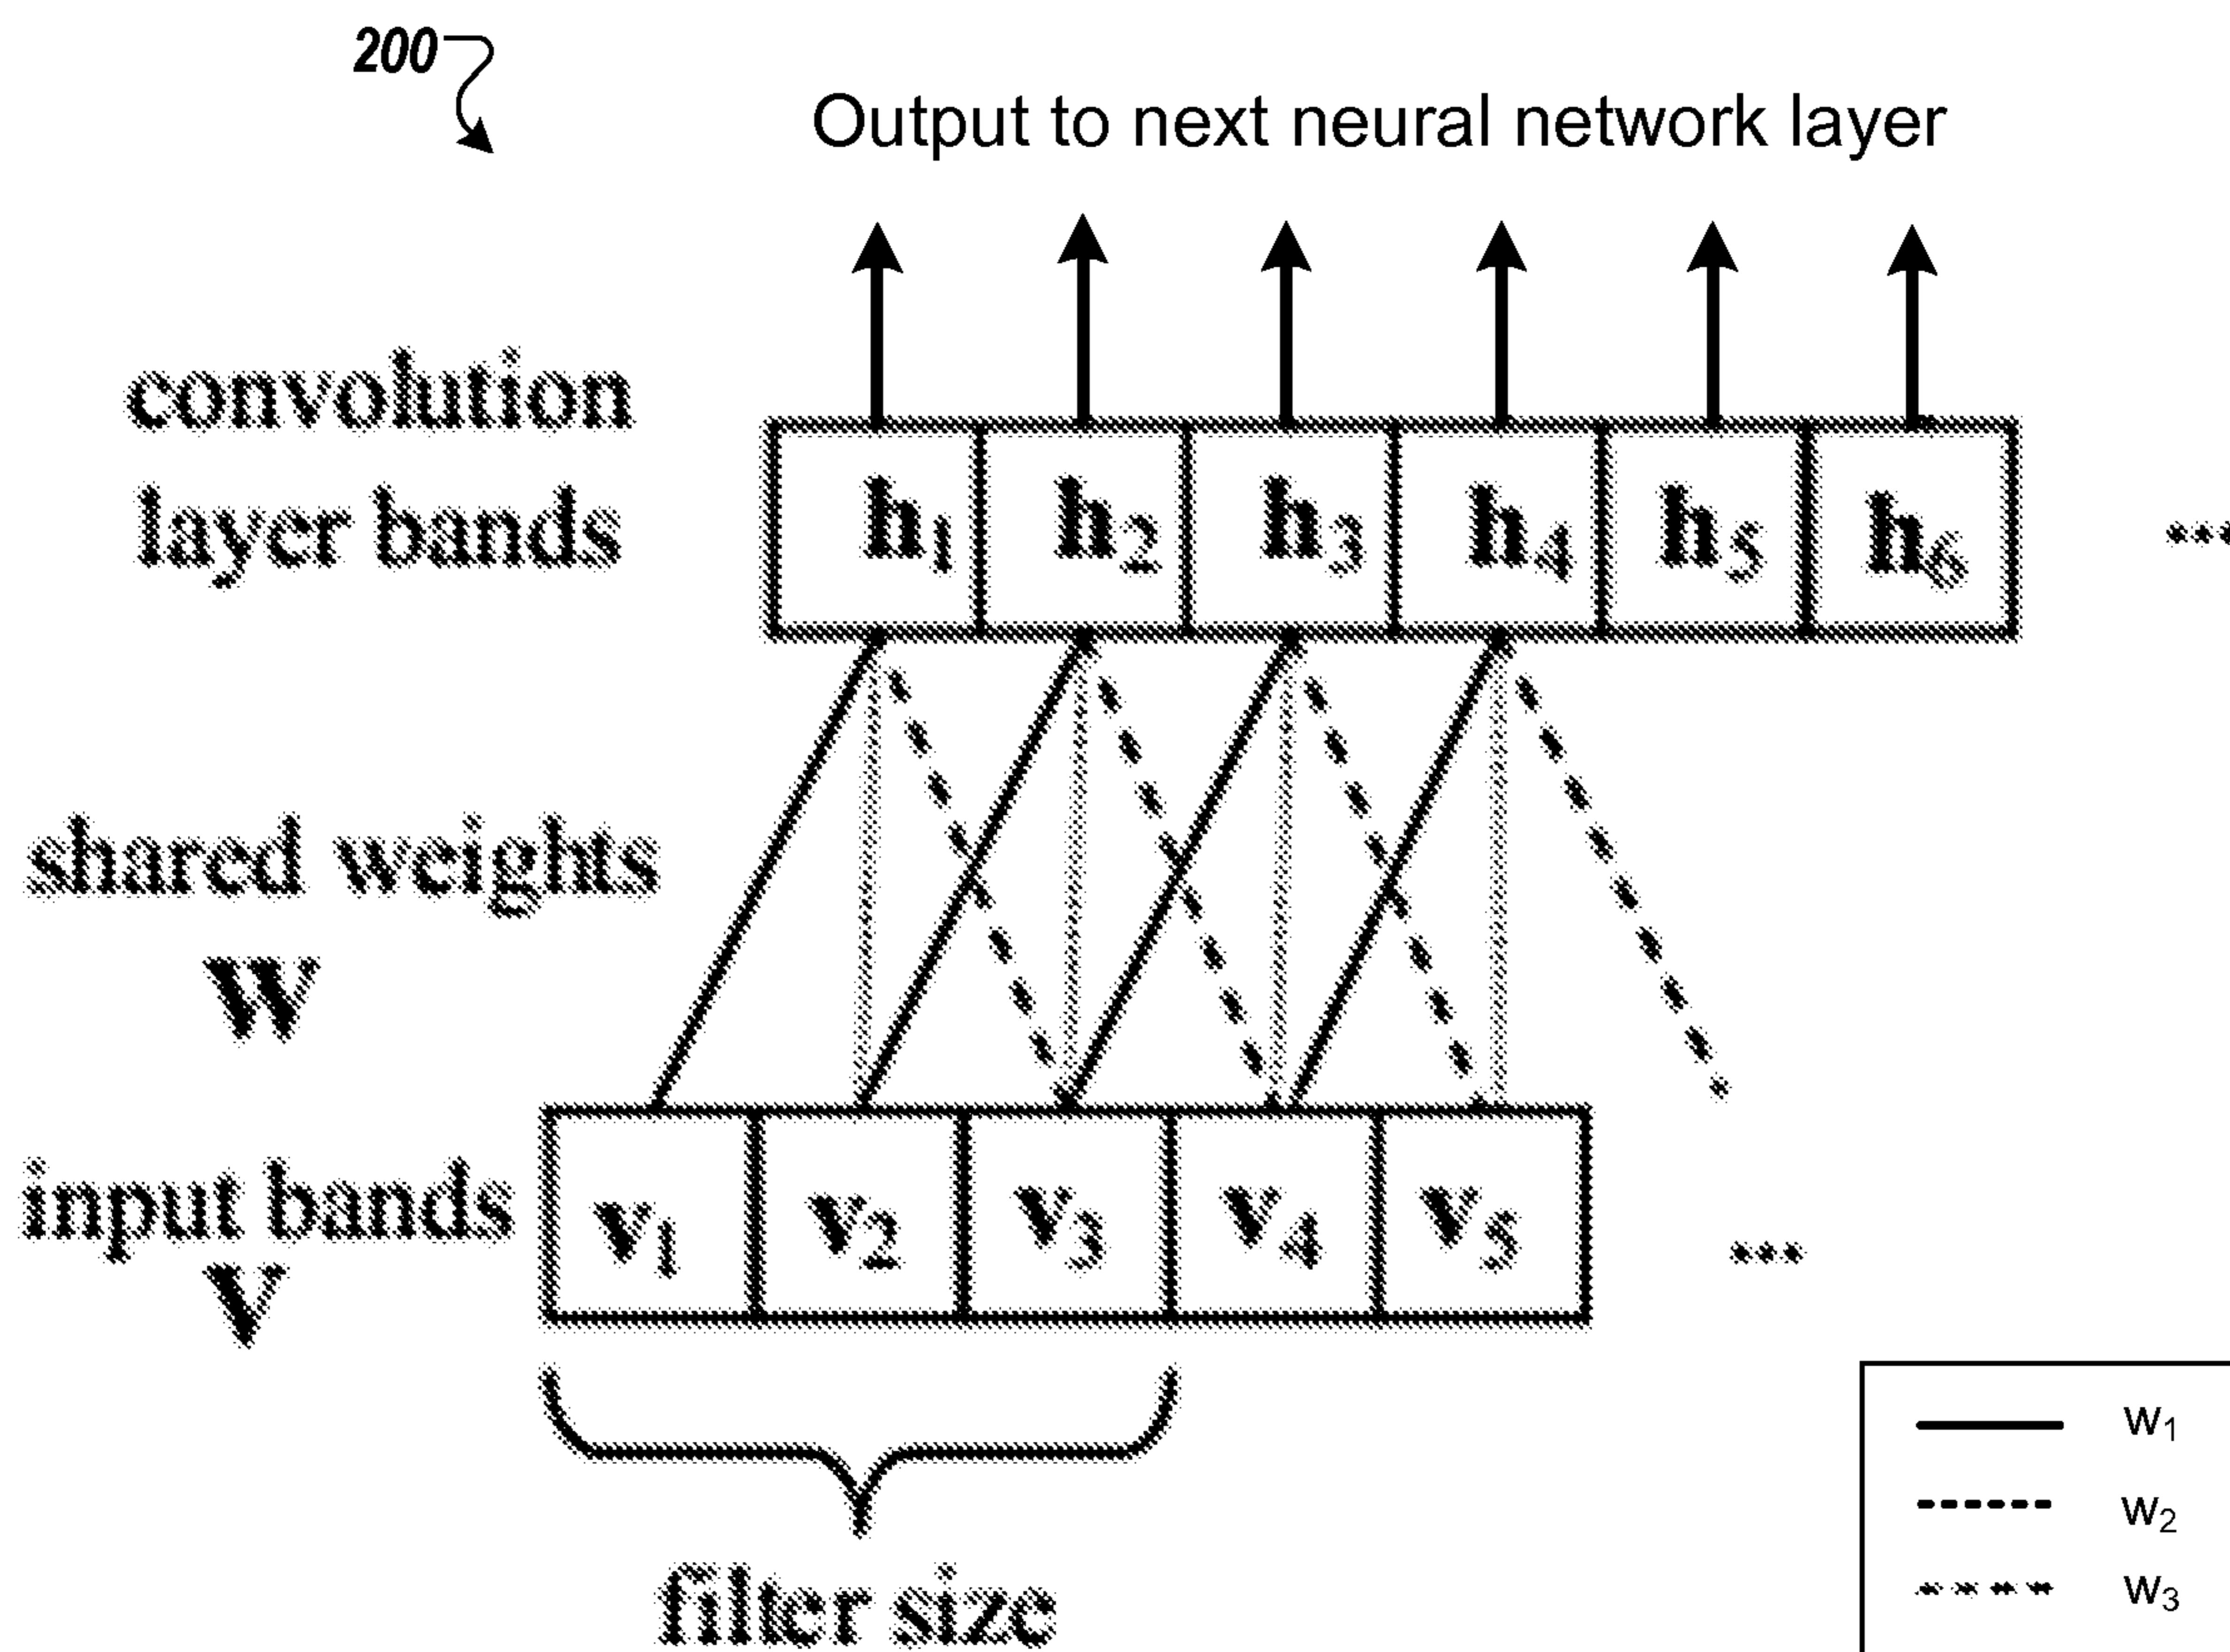 200
Output to next neural network layer
convolution
layer bands
h1 h2 h3 h4 h5 h6 ...
shared weights
W
input bands
V
v1 v2 v3 v4 v5 ...
filter size
w1
w2
w3